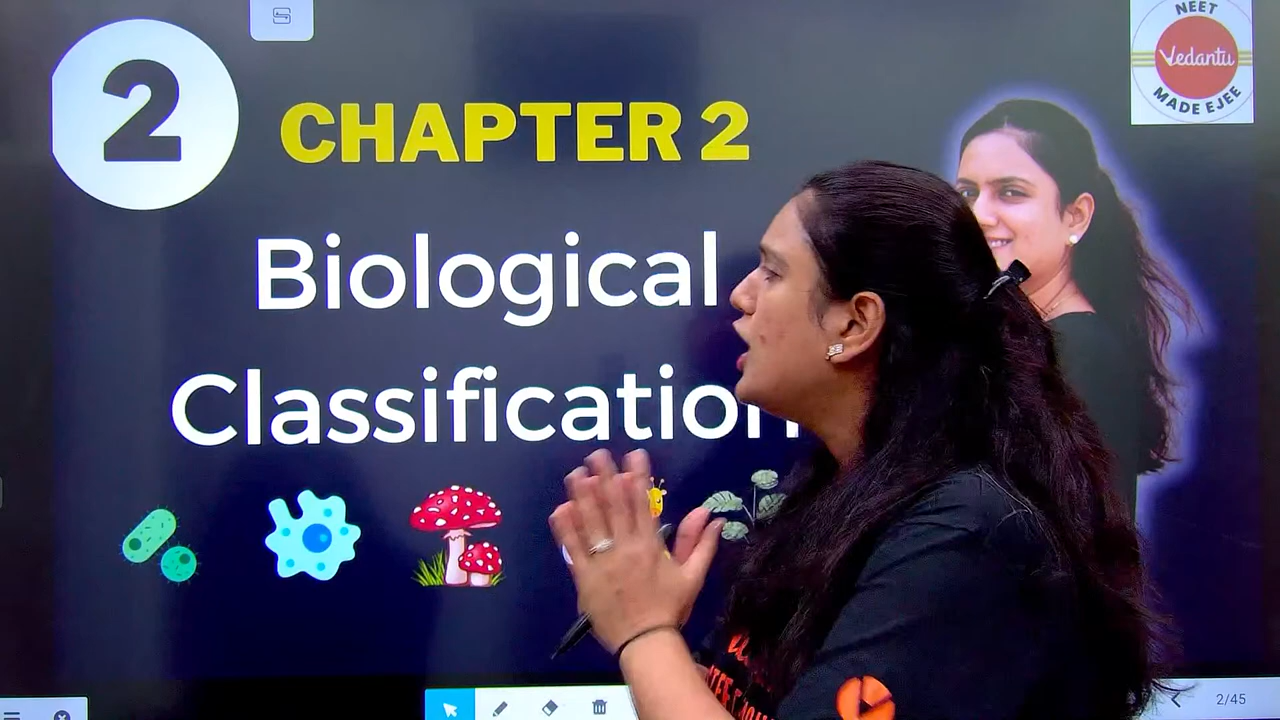 2
CHAPTER 2
Biological
Classification
NEET
Vedantu
MADE EJEE
2/45